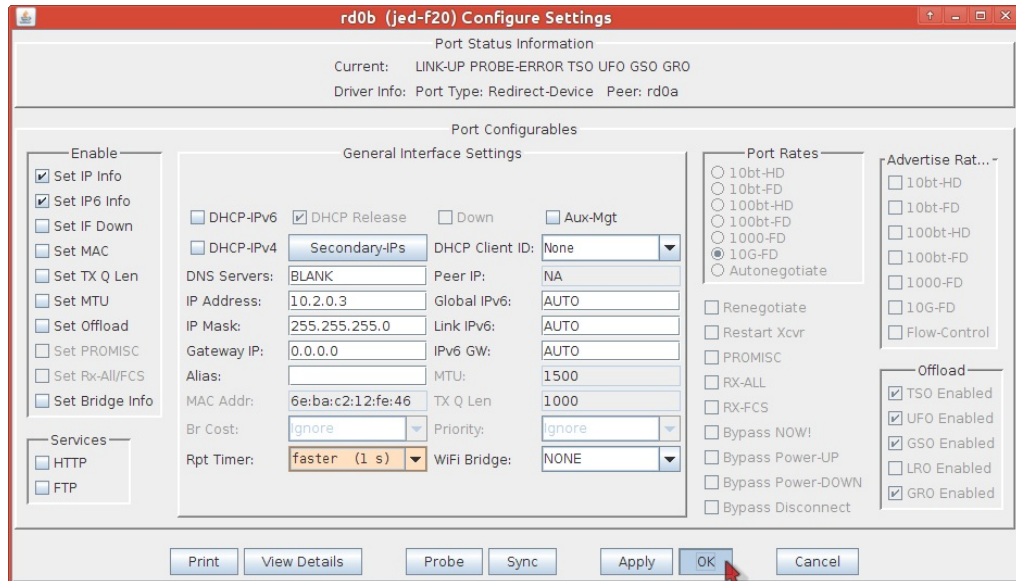 rd0b (jed-f20) Configure Settings
Port Status Information
Current: LINK-UP PROBE-ERROR TSO UFO GSO GRO
Driver Info: Port Type: Redirect-Device Peer: rd0a
Port Configurables
Enable
Set IP Info
Set IP6 Info
Set IF Down
Set MAC
Set TX Q Len
Set MTU
Set Offload
Set PROMISC
Set Rx-All/FCS
Set Bridge Info
Services
HTTP
FTP
General Interface Settings
DHCP-IPv6 DHCP Release Down Aux-Mgt
DHCP-IPv4 Secondary-IPs DHCP Client ID: None
DNS Servers: BLANK Peer IP: NA
IP Address: 10.2.0.3 Global IPv6: AUTO
IP Mask: 255.255.255.0 Link IPv6: AUTO
Gateway IP: 0.0.0.0 IPv6 GW: AUTO
Alias: MTU: 1500
MAC Addr: 6e:ba:c2:12:fe:46 TX Q Len 1000
Br Cost: Ignore Priority: Ignore
Rpt Timer: faster (1 s) WiFi Bridge: NONE
Port Rates
10bt-HD
10bt-FD
100bt-HD
100bt-FD
1000-FD
10G-FD
Autonegotiate
Renegotiate
Restart Xcvr
PROMISC
RX-ALL
RX-FCS
Bypass NOW!
Bypass Power-UP
Bypass Power-DOWN
Bypass Disconnect
Advertise Rat...
10bt-HD
10bt-FD
100bt-HD
100bt-FD
1000-FD
10G-FD
Flow-Control
Offload
TSO Enabled
UFO Enabled
GSO Enabled
LRO Enabled
GRO Enabled
Print View Details Probe Sync Apply OK Cancel